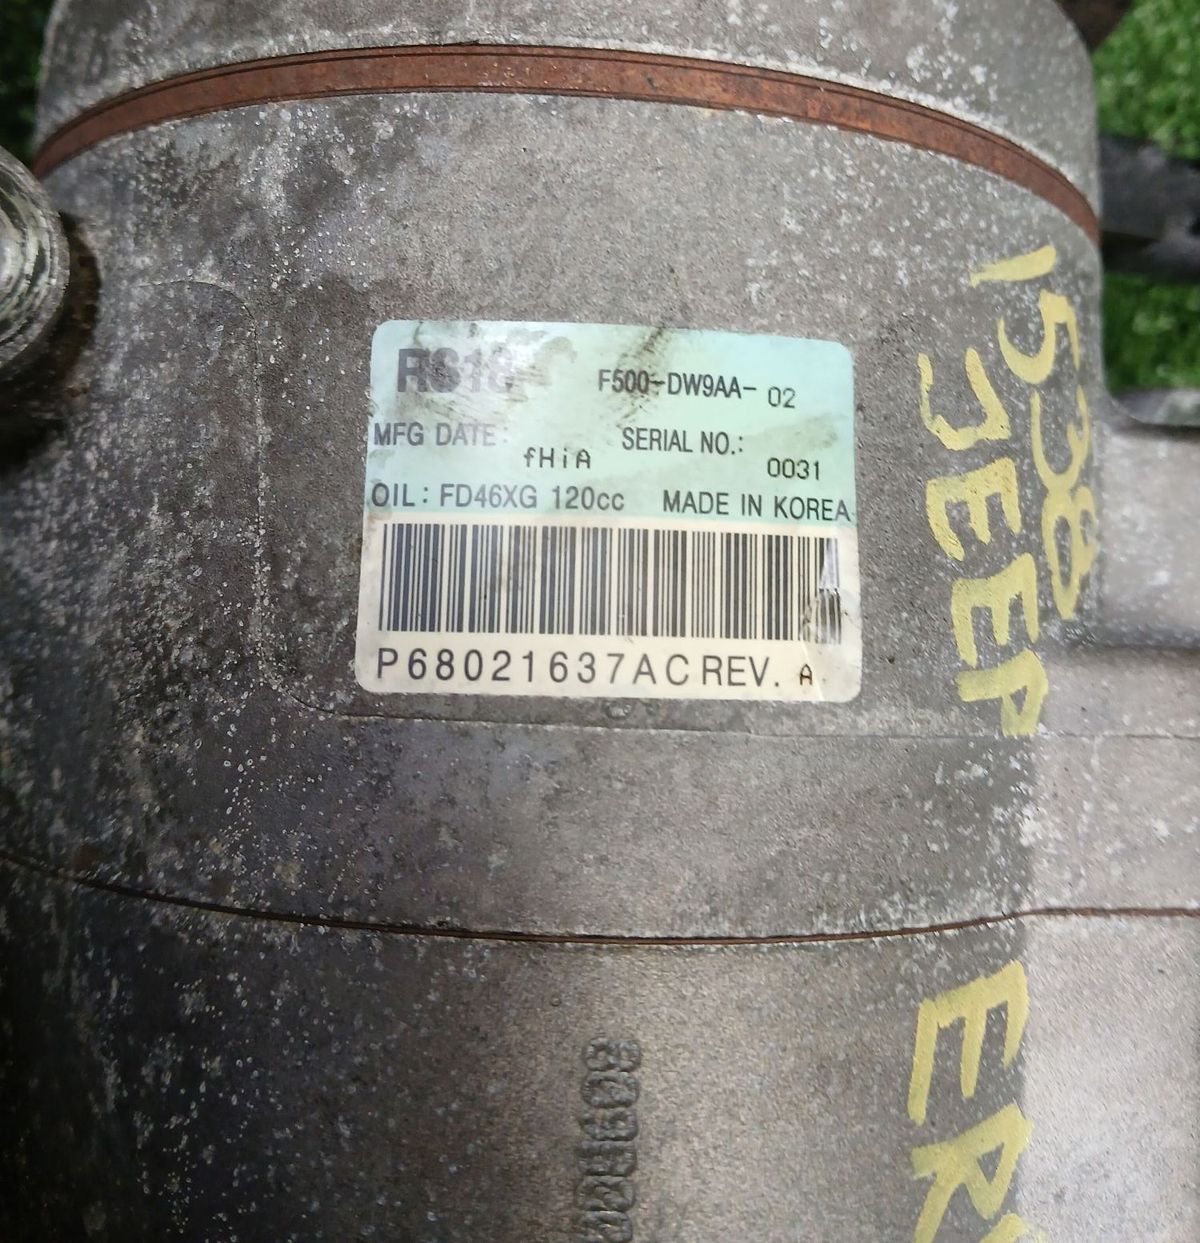 RS18
F500-DW9AA- 02
MFG DATE: SERIAL NO.:
fHiA 0031
OIL: FD46XG 120cc MADE IN KOREA
P68021637AC REV. A
1538
JEEP